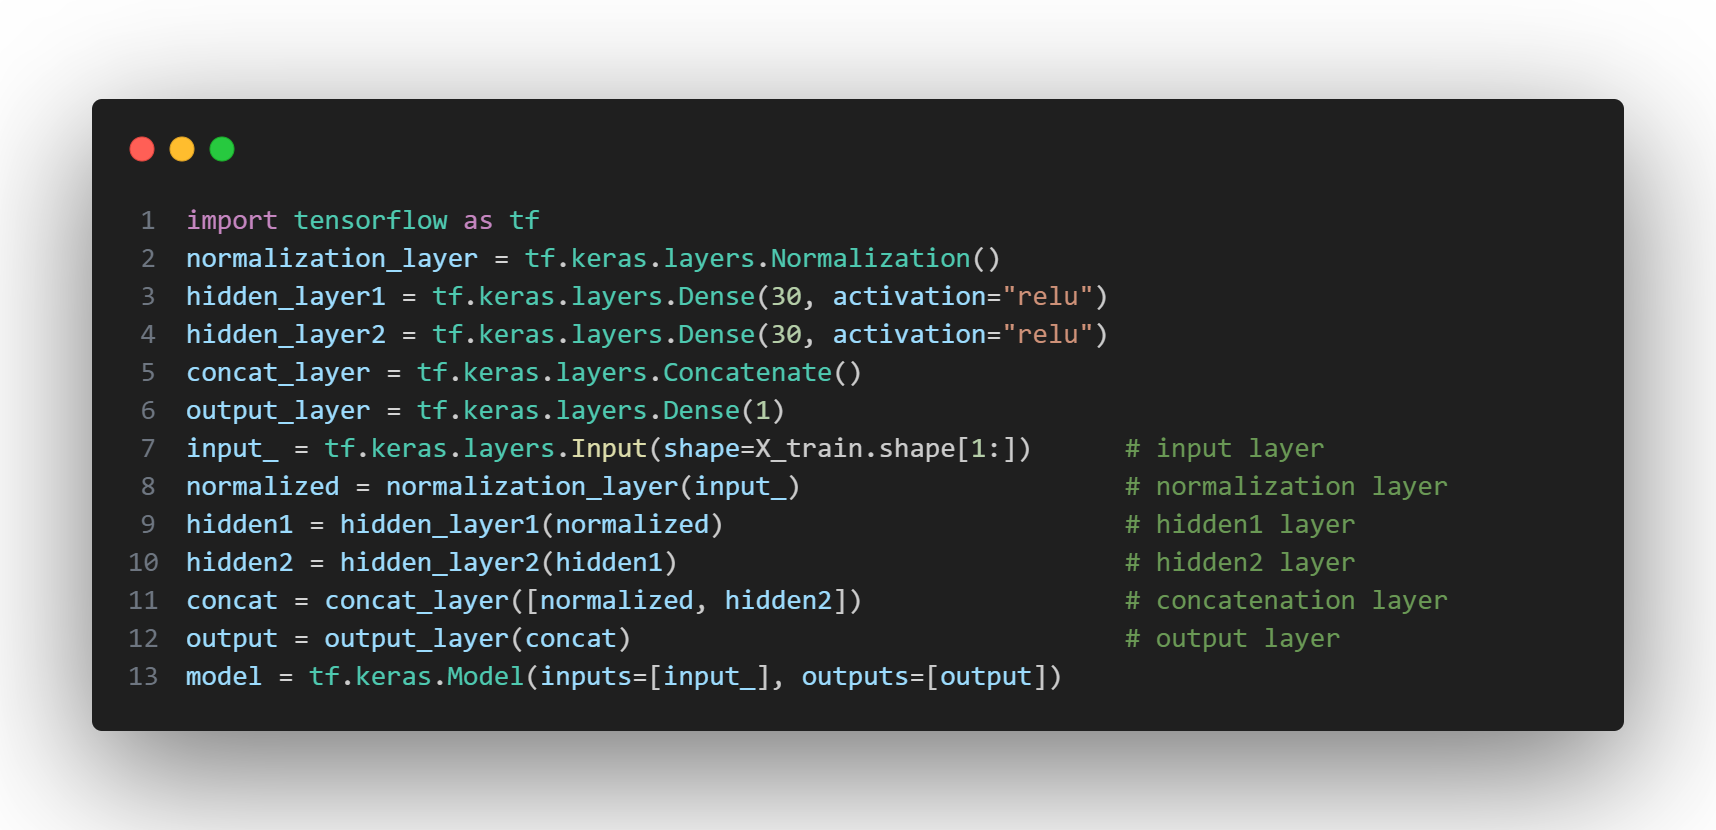 1 import tensorflow as tf
2 normalization_layer = tf.keras.layers.Normalization()
3 hidden_layer1 = tf.keras.layers.Dense(30, activation="relu")
4 hidden_layer2 = tf.keras.layers.Dense(30, activation="relu")
5 concat_layer = tf.keras.layers.Concatenate()
6 output_layer = tf.keras.layers.Dense(1)
7 input_ = tf.keras.layers.Input(shape=X_train.shape[1:])      # input layer
8 normalized = normalization_layer(input_)                     # normalization layer
9 hidden1 = hidden_layer1(normalized)                          # hidden1 layer
10 hidden2 = hidden_layer2(hidden1)                             # hidden2 layer
11 concat = concat_layer([normalized, hidden2])                 # concatenation layer
12 output = output_layer(concat)                                # output layer
13 model = tf.keras.Model(inputs=[input_], outputs=[output])